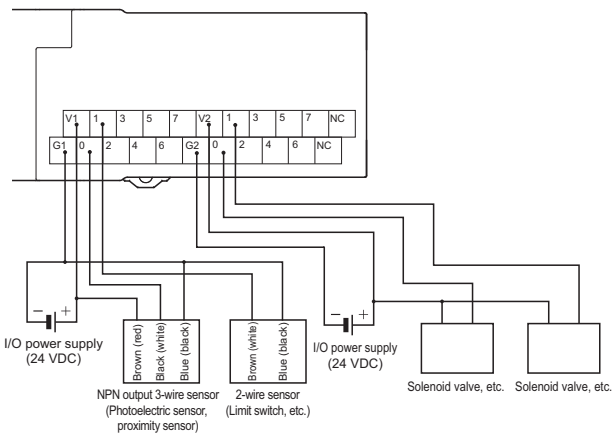 V1 1 3 5 7 V2 1 3 5 7 NC
G1 0 2 4 6 G2 0 2 4 6 NC
− +
I/O power supply
(24 VDC)
Brown (red)
Black (white)
Blue (black)
NPN output 3-wire sensor
(Photoelectric sensor,
proximity sensor)
Brown (white)
Blue (black)
2-wire sensor
(Limit switch, etc.)
− +
I/O power supply
(24 VDC)
Solenoid valve, etc.
Solenoid valve, etc.